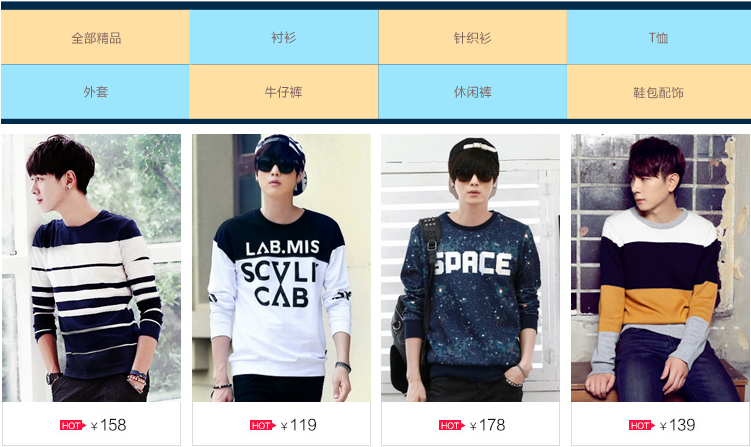 全部精品
衬衫
针织衫
T恤
外套
牛仔裤
休闲裤
鞋包配饰
LAB.MIS
SCVLI
CAB
SPACE
HOT ¥158
HOT ¥119
HOT ¥178
HOT ¥139